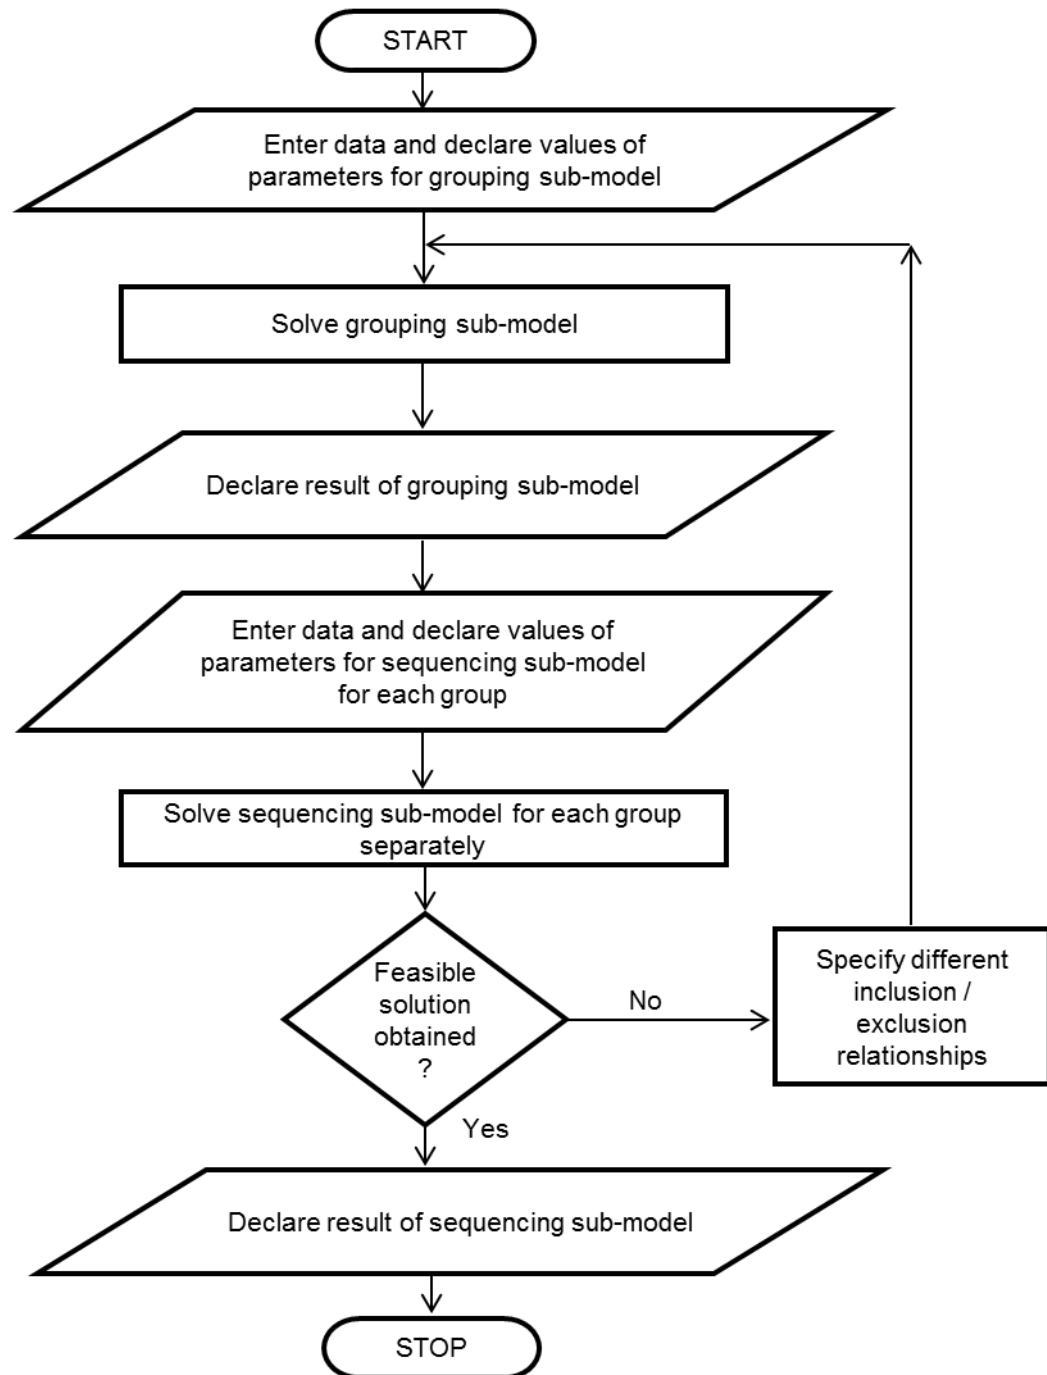 START
Enter data and declare values of
parameters for grouping sub-model
Solve grouping sub-model
Declare result of grouping sub-model
Enter data and declare values of
parameters for sequencing sub-model
for each group
Solve sequencing sub-model for each group
separately
Feasible
solution
obtained
?
No
Specify different
inclusion /
exclusion
relationships
Yes
Declare result of sequencing sub-model
STOP